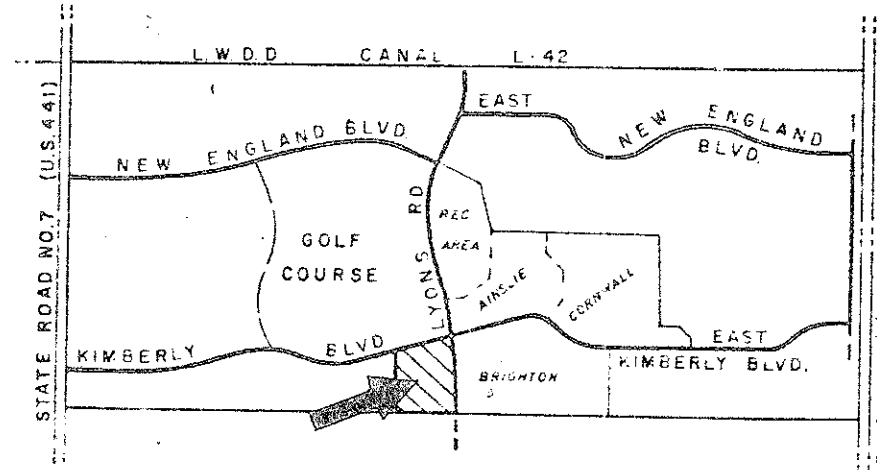 L.W.D.D CANAL L-42
STATE ROAD NO.7 (U.S.441)
EAST
NEW ENGLAND BLVD.
NEW ENGLAND BLVD.
LYONS RD
REC
AREA
GOLF
COURSE
AINSLIE
CORNWALL
KIMBERLY BLVD
EAST
KIMBERLY BLVD.
BRIGHTON